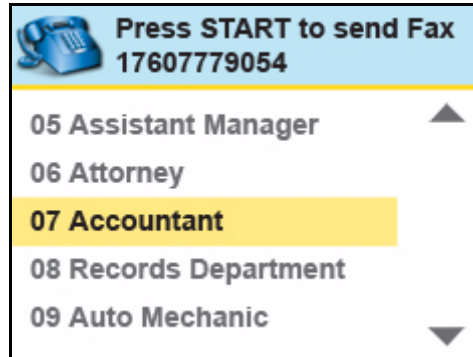 Press START to send Fax
17607779054
05 Assistant Manager
06 Attorney
07 Accountant
08 Records Department
09 Auto Mechanic